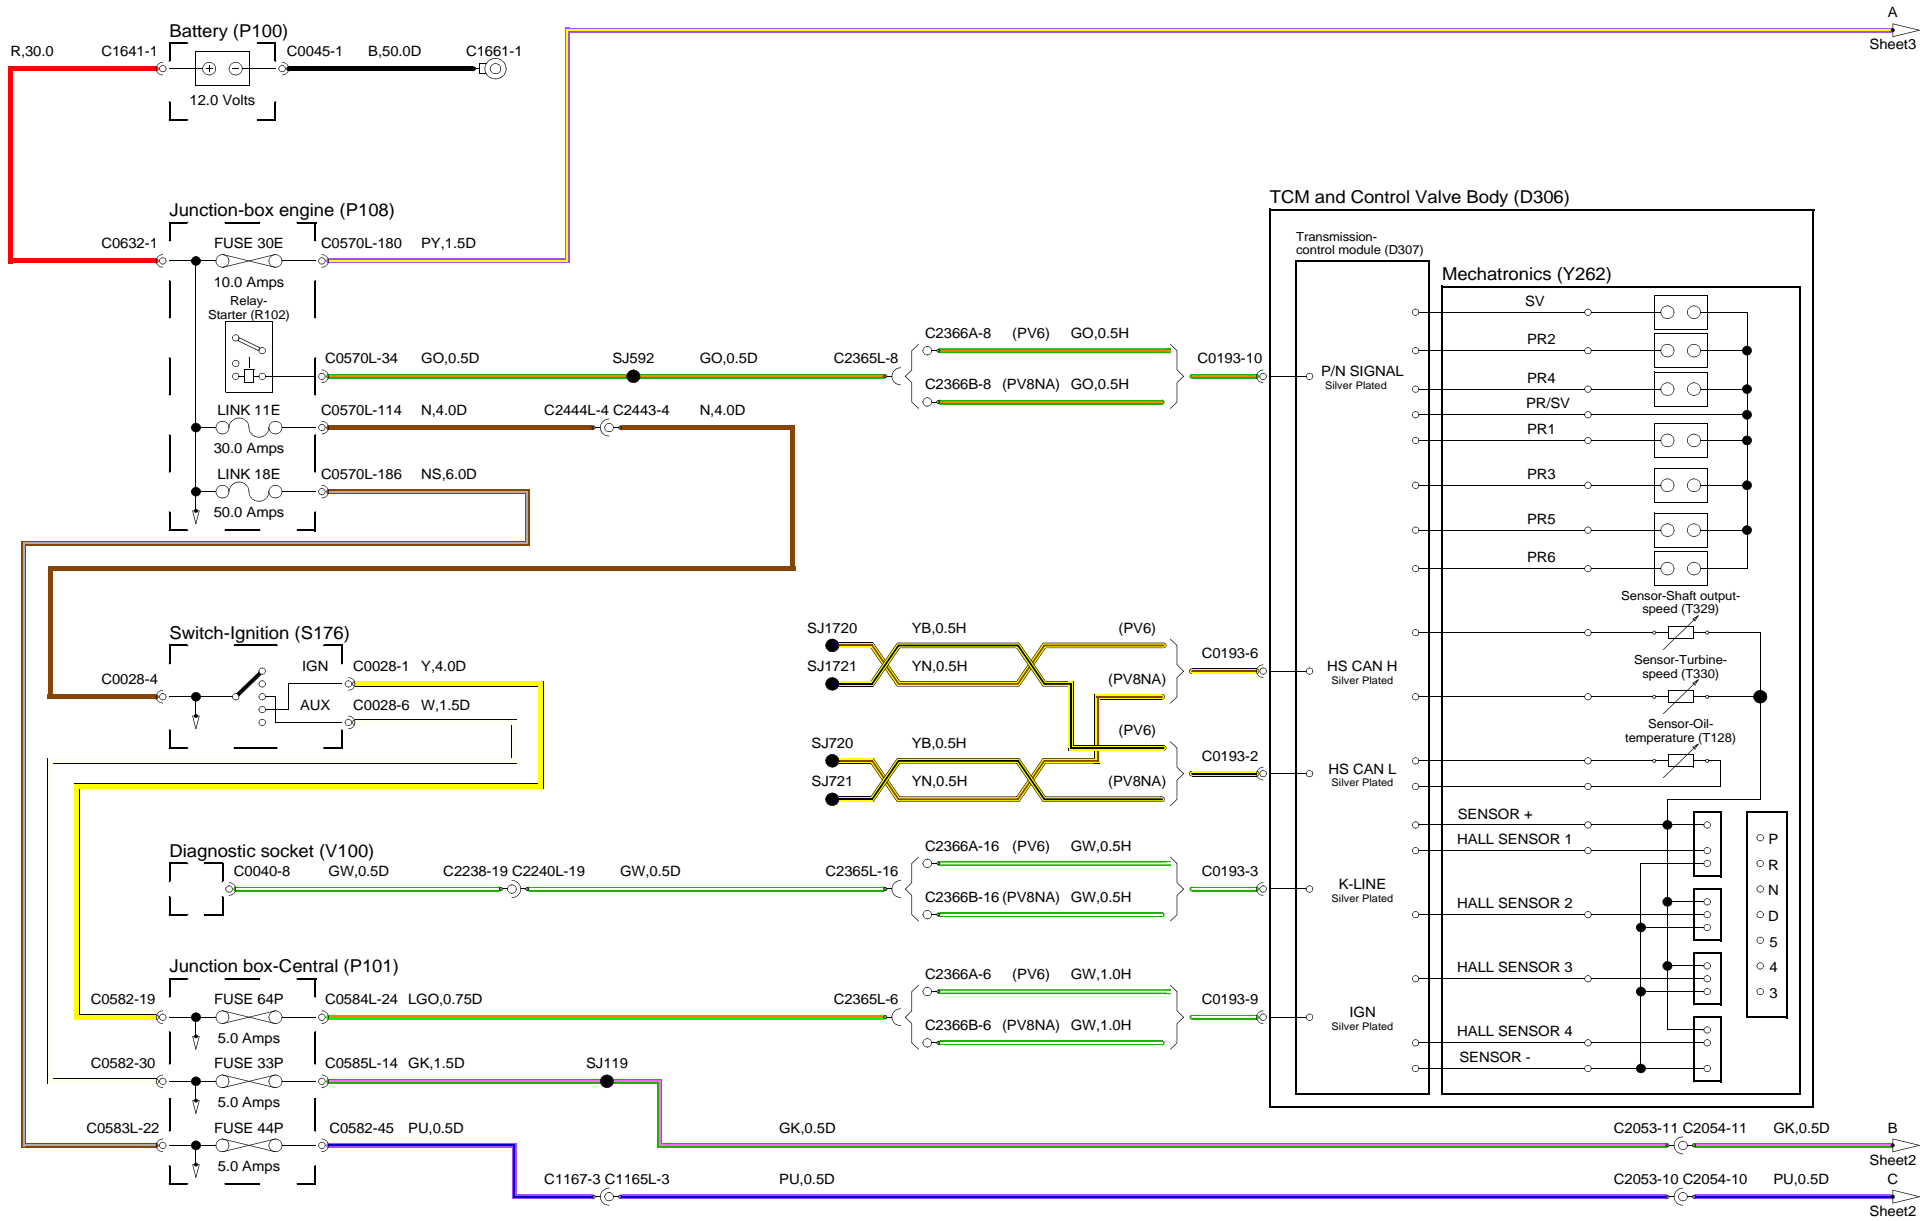 A
Sheet3
Battery (P100)
R,30.0
C1641-1
C0045-1
B,50.0D
C1661-1
12.0 Volts
Junction-box engine (P108)
C0632-1
FUSE 30E
C0570L-180
PY,1.5D
10.0 Amps
Relay-
Starter (R102)
C0570L-34
GO,0.5D
SJ592
GO,0.5D
C2365L-8
C2366A-8
(PV6)
GO,0.5H
C2366B-8
(PV8NA)
GO,0.5H
C0193-10
LINK 11E
C0570L-114
N,4.0D
C2444L-4
C2443-4
N,4.0D
30.0 Amps
LINK 18E
C0570L-186
NS,6.0D
50.0 Amps
TCM and Control Valve Body (D306)
Transmission-
control module (D307)
Mechatronics (Y262)
SV
PR2
P/N SIGNAL
Silver Plated
PR4
PR/SV
PR1
PR3
PR5
PR6
Sensor-Shaft output-
speed (T329)
Sensor-Turbine-
speed (T330)
Sensor-Oil-
temperature (T128)
Switch-Ignition (S176)
C0028-4
IGN
C0028-1
Y,4.0D
AUX
C0028-6
W,1.5D
SJ1720
YB,0.5H
(PV6)
SJ1721
YN,0.5H
(PV8NA)
C0193-6
HS CAN H
Silver Plated
SJ720
YB,0.5H
(PV6)
SJ721
YN,0.5H
(PV8NA)
C0193-2
HS CAN L
Silver Plated
SENSOR +
HALL SENSOR 1
HALL SENSOR 2
HALL SENSOR 3
HALL SENSOR 4
SENSOR -
P
R
N
D
5
4
3
Diagnostic socket (V100)
C0040-8
GW,0.5D
C2238-19
C2240L-19
GW,0.5D
C2365L-16
C2366A-16
(PV6)
GW,0.5H
C2366B-16
(PV8NA)
GW,0.5H
C0193-3
K-LINE
Silver Plated
Junction box-Central (P101)
C0582-19
FUSE 64P
C0584L-24
LGO,0.75D
C2365L-6
C2366A-6
(PV6)
GW,1.0H
C2366B-6
(PV8NA)
GW,1.0H
C0193-9
IGN
Silver Plated
5.0 Amps
C0582-30
FUSE 33P
C0585L-14
GK,1.5D
SJ119
5.0 Amps
C0583L-22
FUSE 44P
C0582-45
PU,0.5D
5.0 Amps
GK,0.5D
C2053-11
C2054-11
GK,0.5D
B
Sheet2
C1167-3
C1165L-3
PU,0.5D
C2053-10
C2054-10
PU,0.5D
C
Sheet2